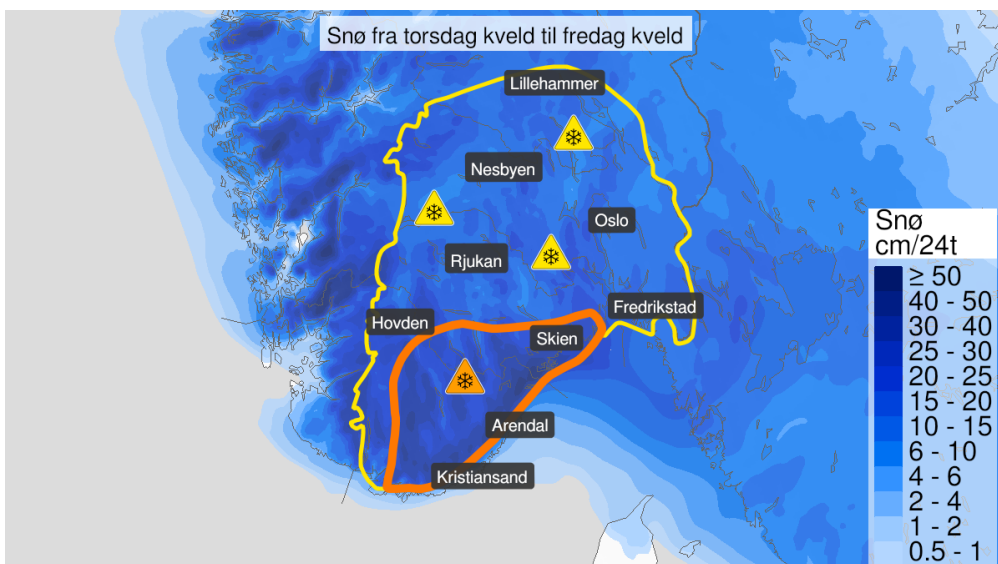 Snø fra torsdag kveld til fredag kveld
Lillehammer
Nesbyen
Oslo
Rjukan
Fredrikstad
Hovden
Skien
Arendal
Kristiansand
Snø
cm/24t
≥ 50
40 - 50
30 - 40
25 - 30
20 - 25
15 - 20
10 - 15
6 - 10
4 - 6
2 - 4
1 - 2
0.5 - 1